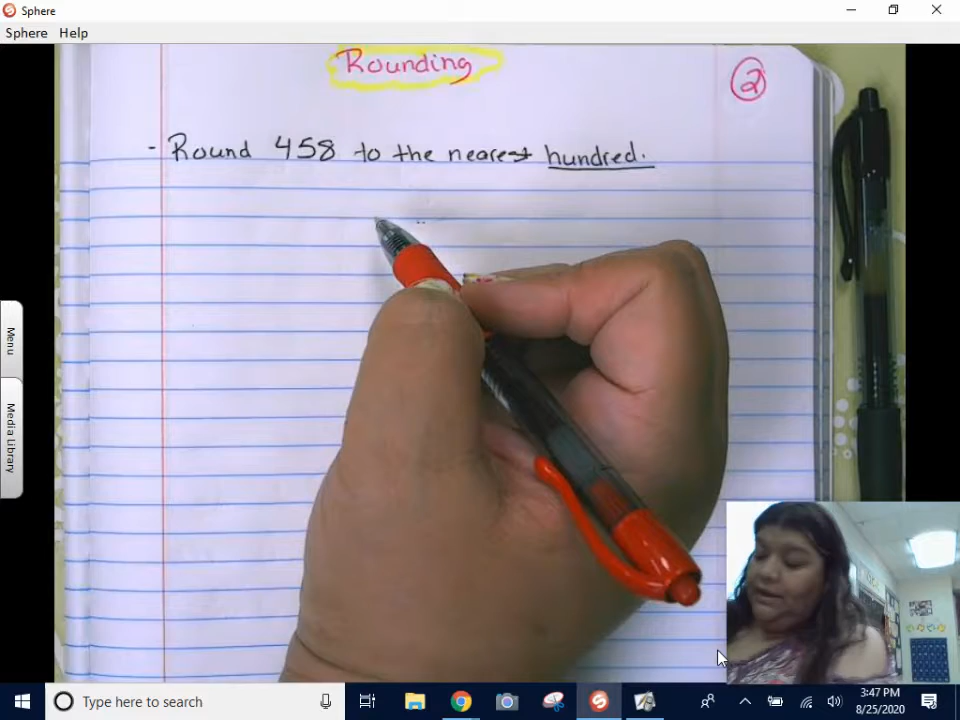 Sphere
Sphere Help
Rounding
2
- Round 458 to the nearest hundred.
Menu
Media Library
Type here to search
3:47 PM
8/25/2020